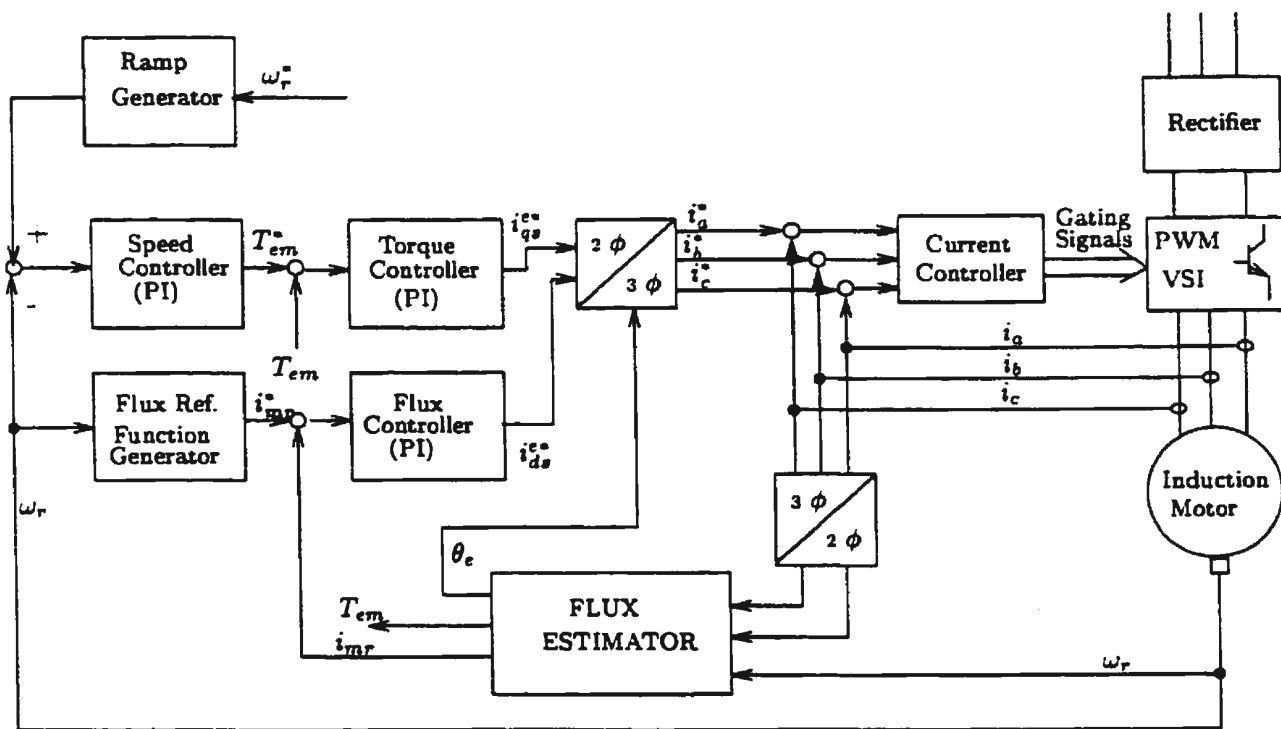 Ramp
Generator
ω_r^*
Rectifier
+
-
Speed
Controller
(PI)
T_em^*
Torque
Controller
(PI)
i_qs^e*
2 φ
3 φ
i_a^*
i_b^*
i_c^*
Current
Controller
Gating
Signals
PWM
VSI
T_em
Flux Ref.
Function
Generator
i_mr^*
Flux
Controller
(PI)
i_ds^e*
i_a
i_b
i_c
Induction
Motor
ω_r
3 φ
2 φ
θ_e
T_em
i_mr
FLUX
ESTIMATOR
ω_r